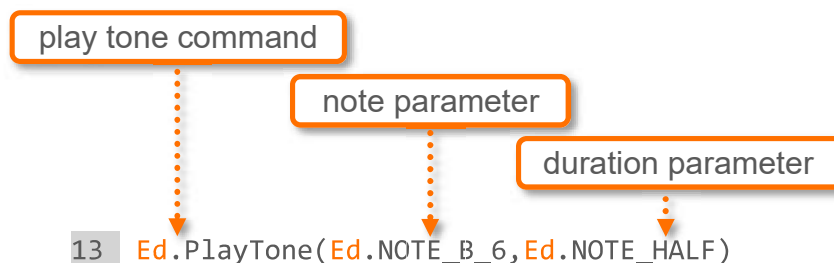 play tone command
note parameter
duration parameter
13 Ed.PlayTone(Ed.NOTE_B_6,Ed.NOTE_HALF)